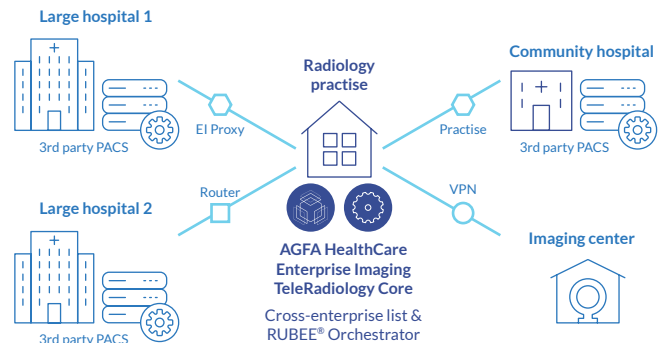 Large hospital 1
3rd party PACS
EI Proxy
Radiology
practise
Community hospital
Practise
3rd party PACS
Large hospital 2
3rd party PACS
Router
VPN
Imaging center
AGFA HealthCare
Enterprise Imaging
TeleRadiology Core
Cross-enterprise list &
RUBEE® Orchestrator